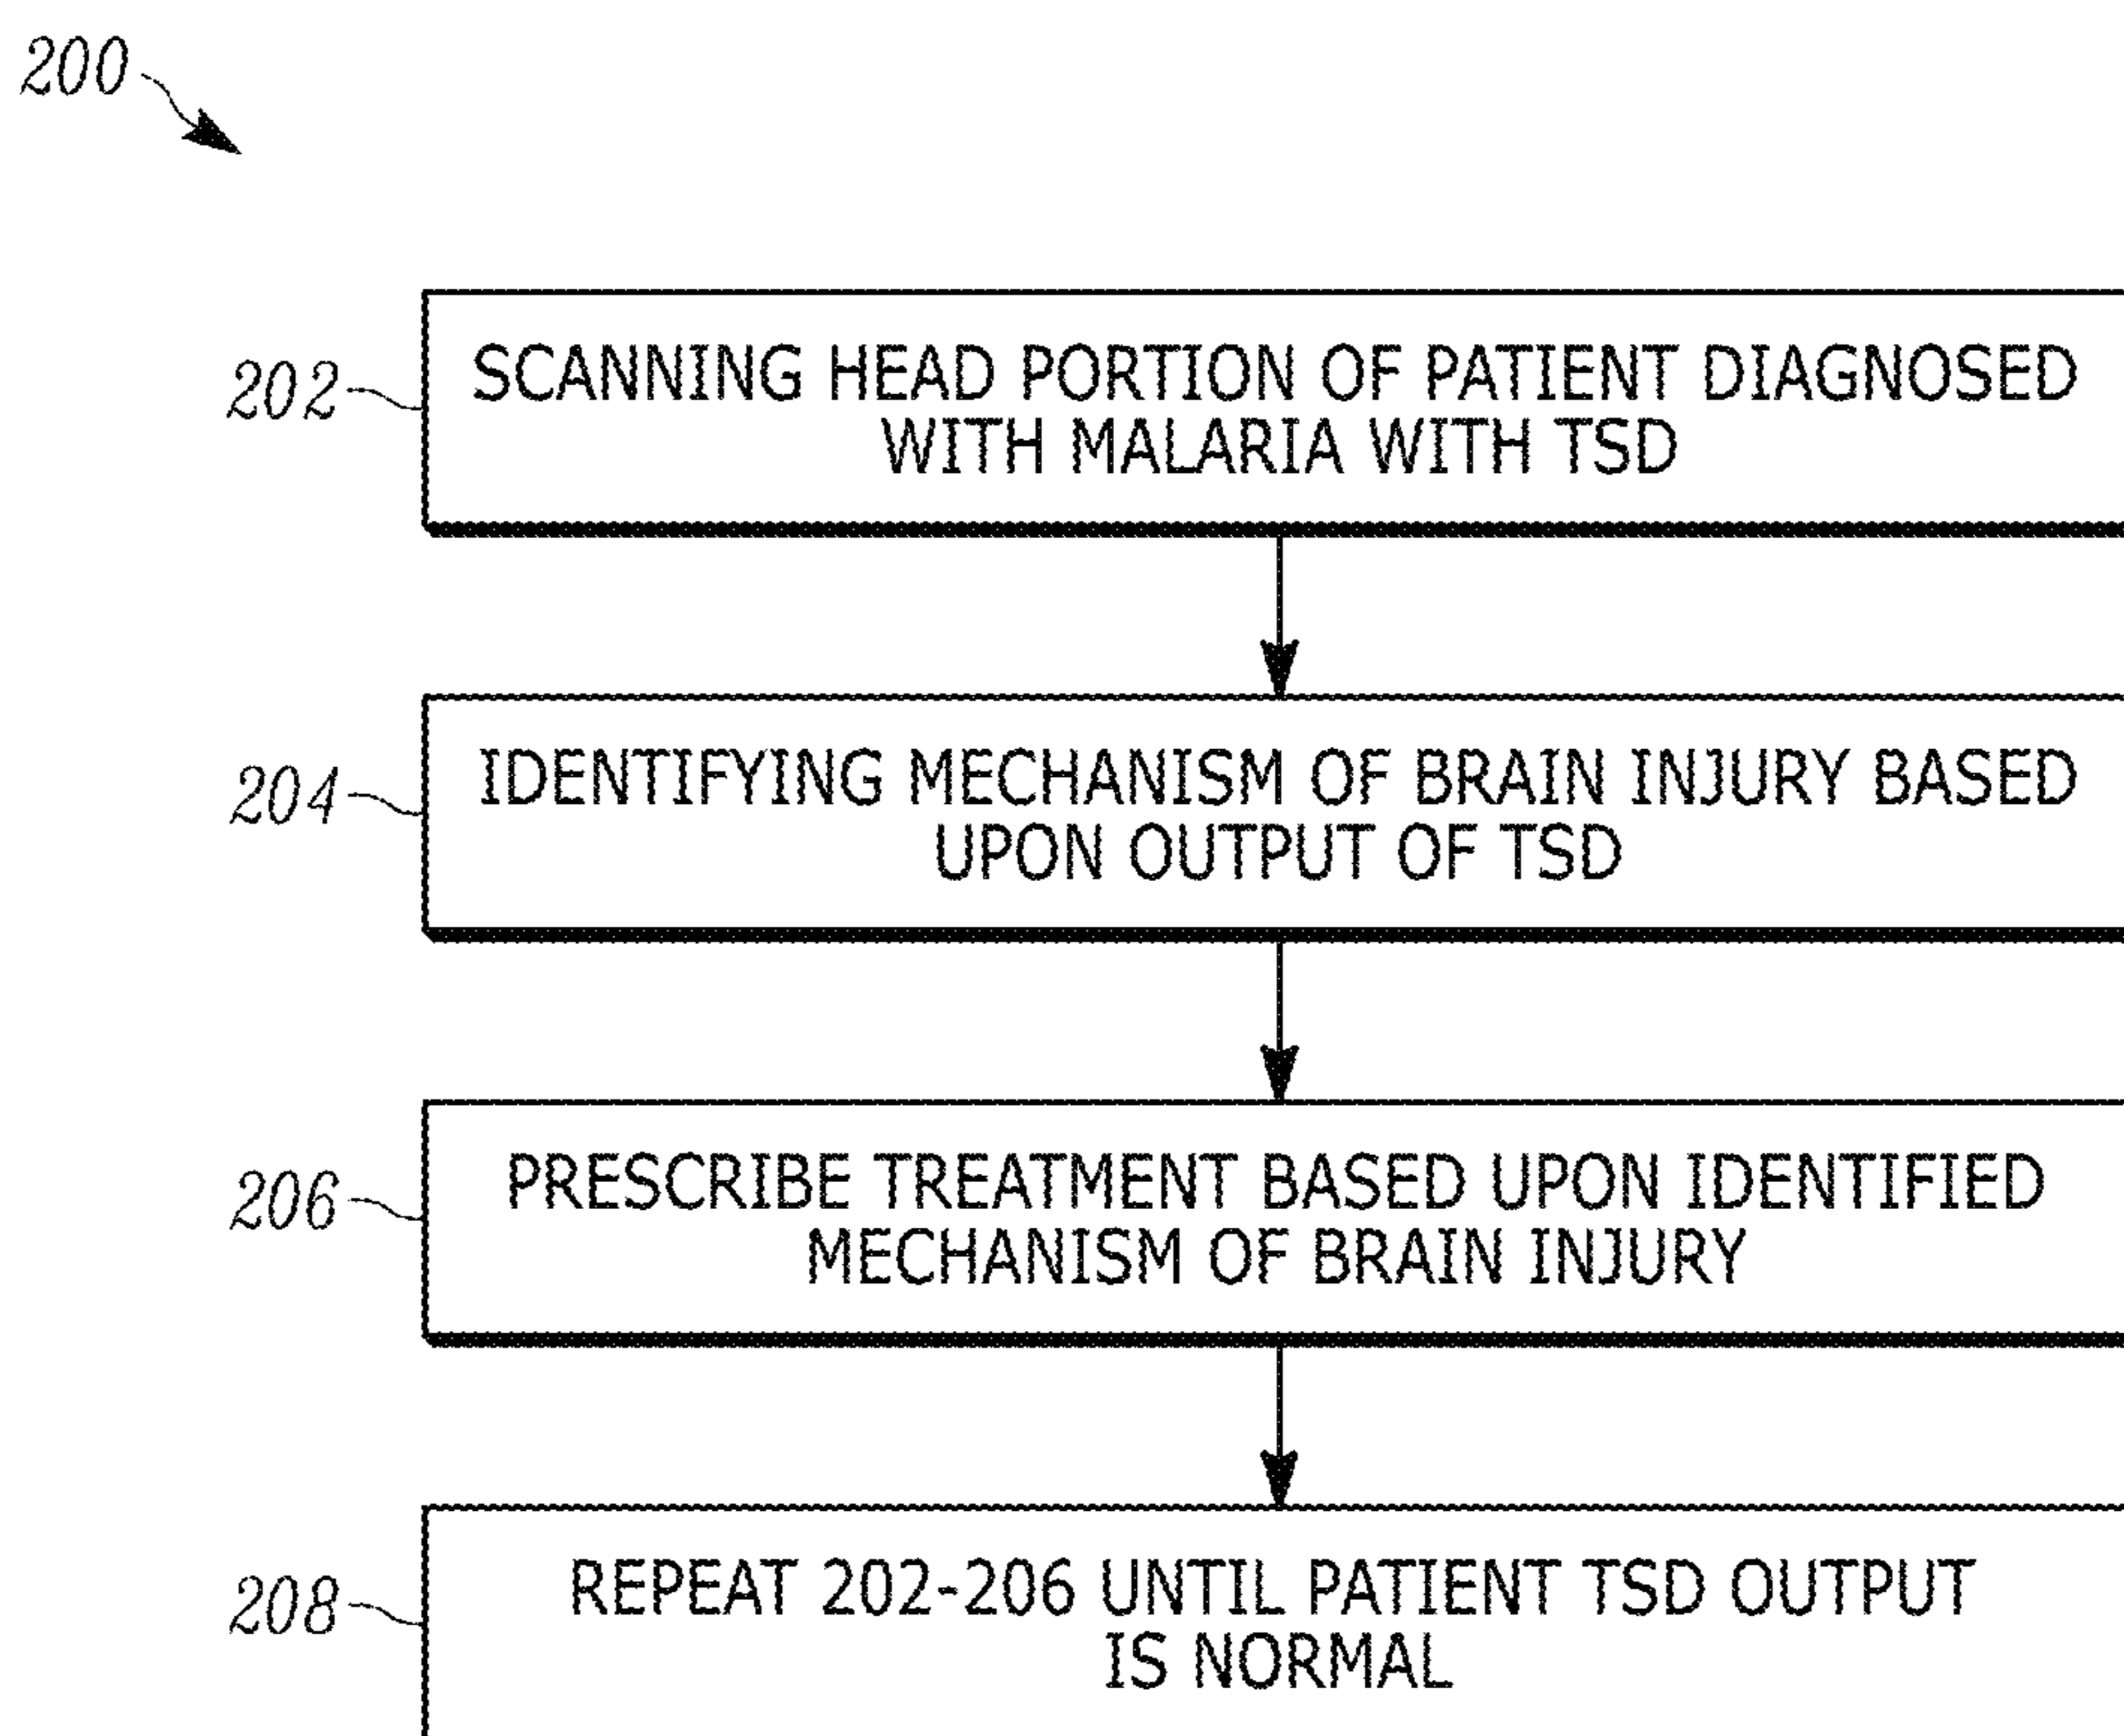 200
202
SCANNING HEAD PORTION OF PATIENT DIAGNOSED
WITH MALARIA WITH TSD
204
IDENTIFYING MECHANISM OF BRAIN INJURY BASED
UPON OUTPUT OF TSD
206
PRESCRIBE TREATMENT BASED UPON IDENTIFIED
MECHANISM OF BRAIN INJURY
208
REPEAT 202-206 UNTIL PATIENT TSD OUTPUT
IS NORMAL